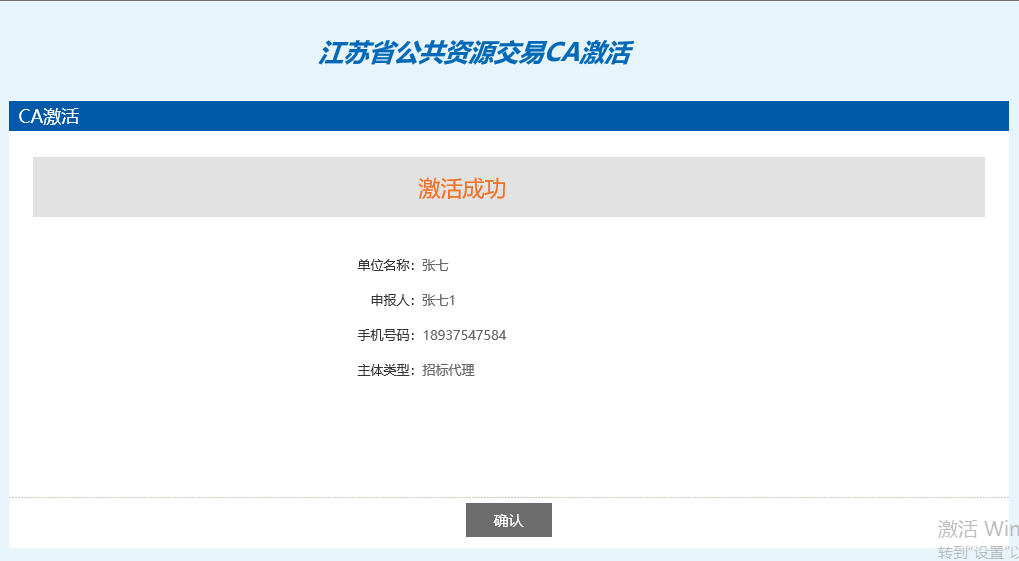 江苏省公共资源交易CA激活
CA激活
激活成功
单位名称：张七
申报人：张七1
手机号码：18937547584
主体类型：招标代理
确认
激活 Win
转到"设置"以